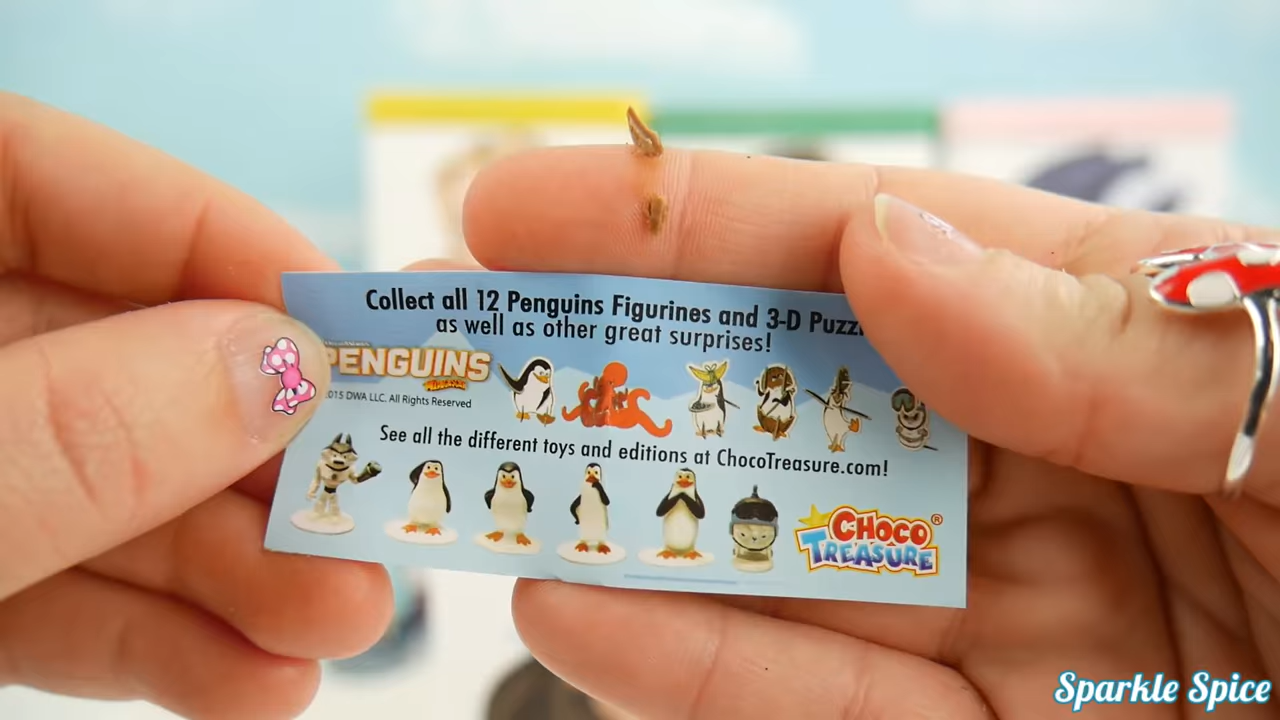 Collect all 12 Penguins Figurines and 3-D
as well as other great surprises!
PENGUINS
2015 DWA LLC. All Rights Reserved
See all the different toys and editions at ChocoTreasure.com!
CHOCO
TREASURE®
Sparkle Spice